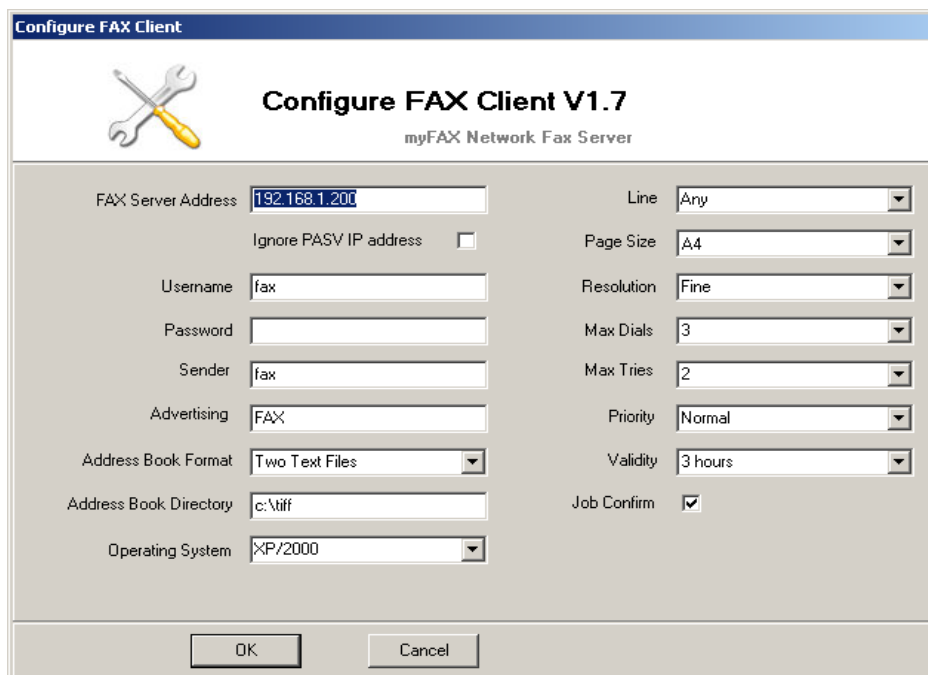 Configure FAX Client
Configure FAX Client V1.7
myFAX Network Fax Server
FAX Server Address 192.168.1.200
Ignore PASV IP address
Username fax
Password
Sender fax
Advertising FAX
Address Book Format Two Text Files
Address Book Directory c:\tiff
Operating System XP/2000
Line Any
Page Size A4
Resolution Fine
Max Dials 3
Max Tries 2
Priority Normal
Validity 3 hours
Job Confirm
OK
Cancel